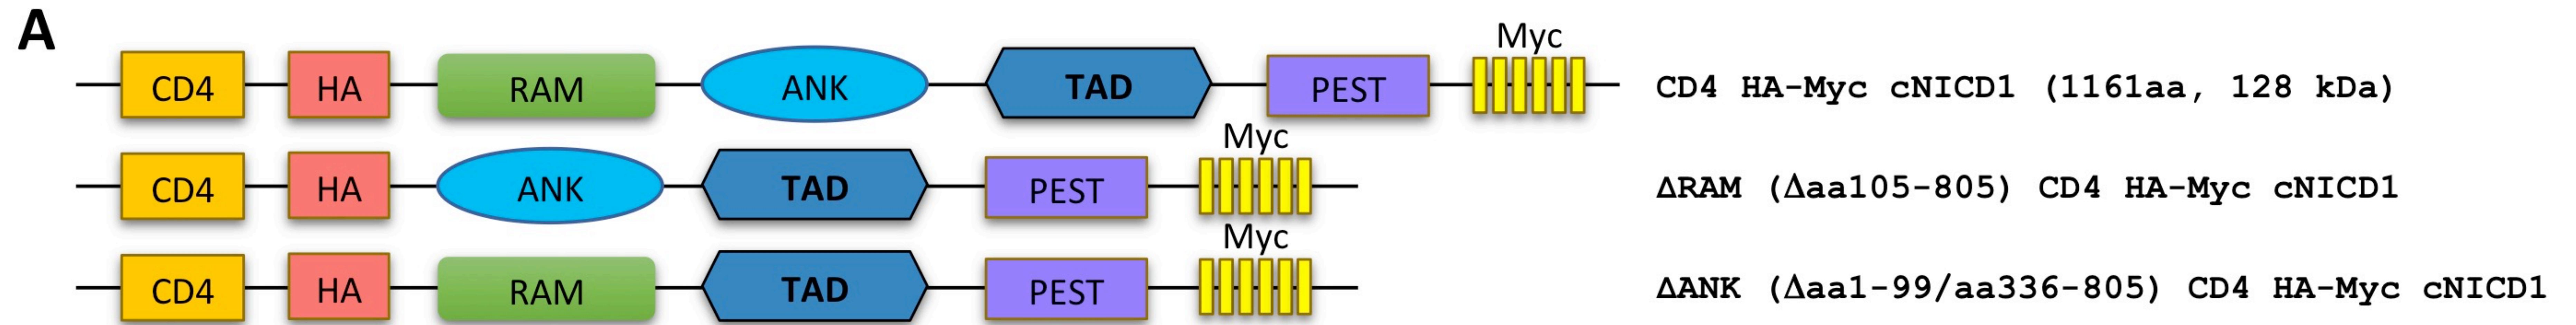 A
Myc
CD4 HA RAM ANK TAD PEST CD4 HA-Myc cNICD1 (1161aa, 128 kDa)
Myc
CD4 HA ANK TAD PEST ΔRAM (Δaa105-805) CD4 HA-Myc cNICD1
Myc
CD4 HA RAM TAD PEST ΔANK (Δaa1-99/aa336-805) CD4 HA-Myc cNICD1